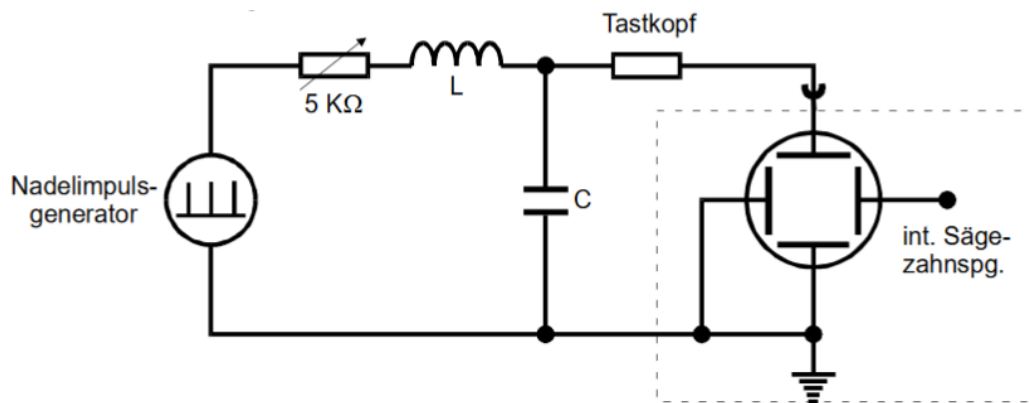 Tastkopf
5 KΩ
L
Nadelimpuls-
generator
C
int. Säge-
zahnspg.